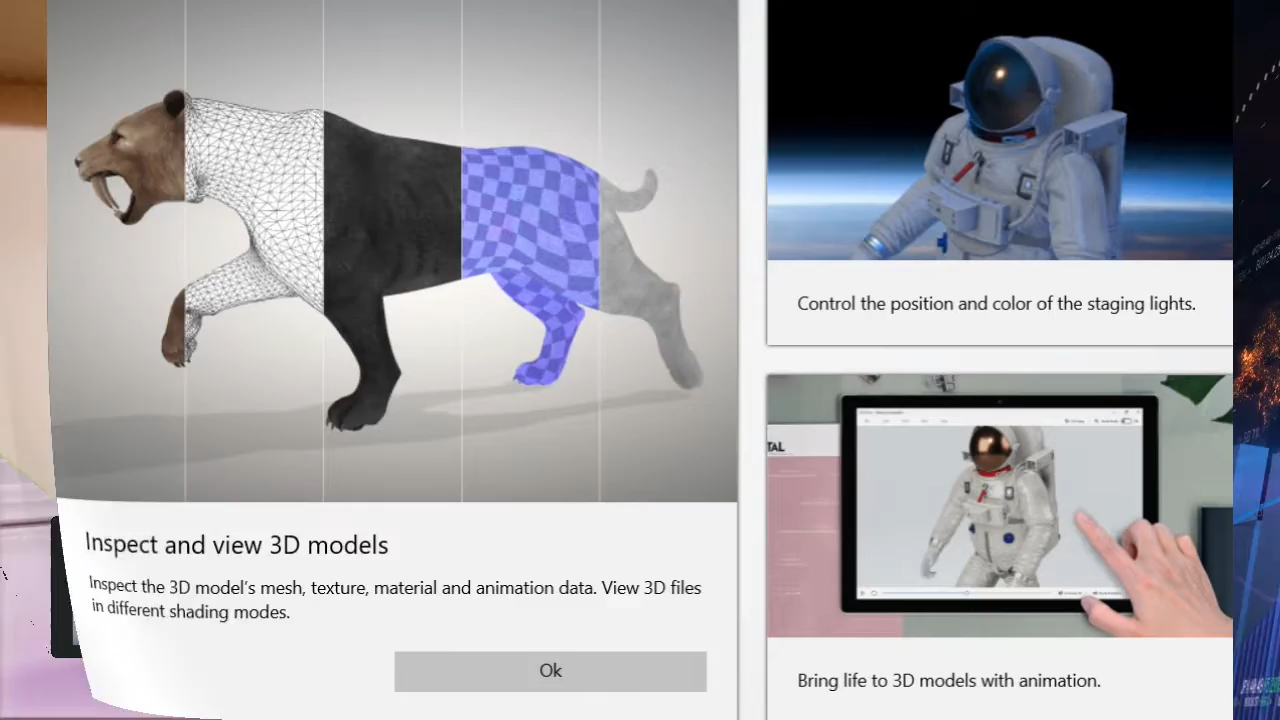 Inspect and view 3D models
Inspect the 3D model's mesh, texture, material and animation data. View 3D files
in different shading modes.
Ok
Control the position and color of the staging lights.
TAL
Bring life to 3D models with animation.